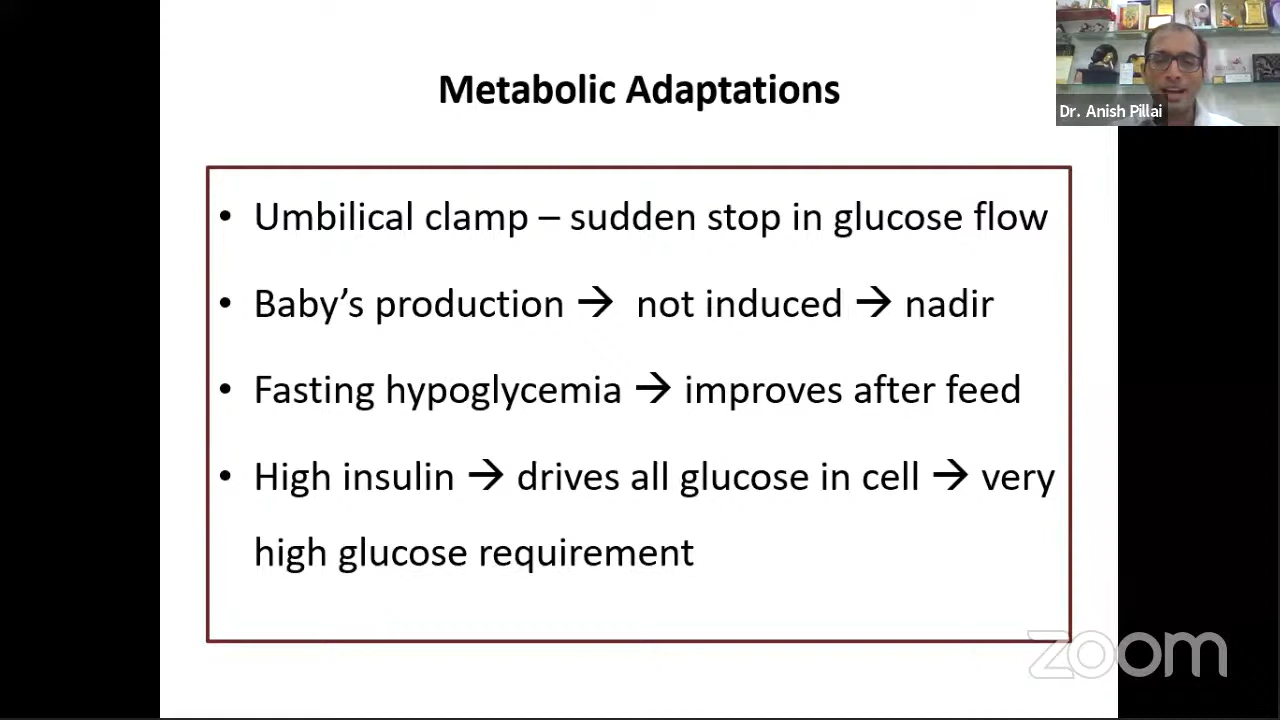 Metabolic Adaptations
Dr. Anish Pillai
• Umbilical clamp – sudden stop in glucose flow
• Baby’s production → not induced → nadir
• Fasting hypoglycemia → improves after feed
• High insulin → drives all glucose in cell → very
high glucose requirement
zoom